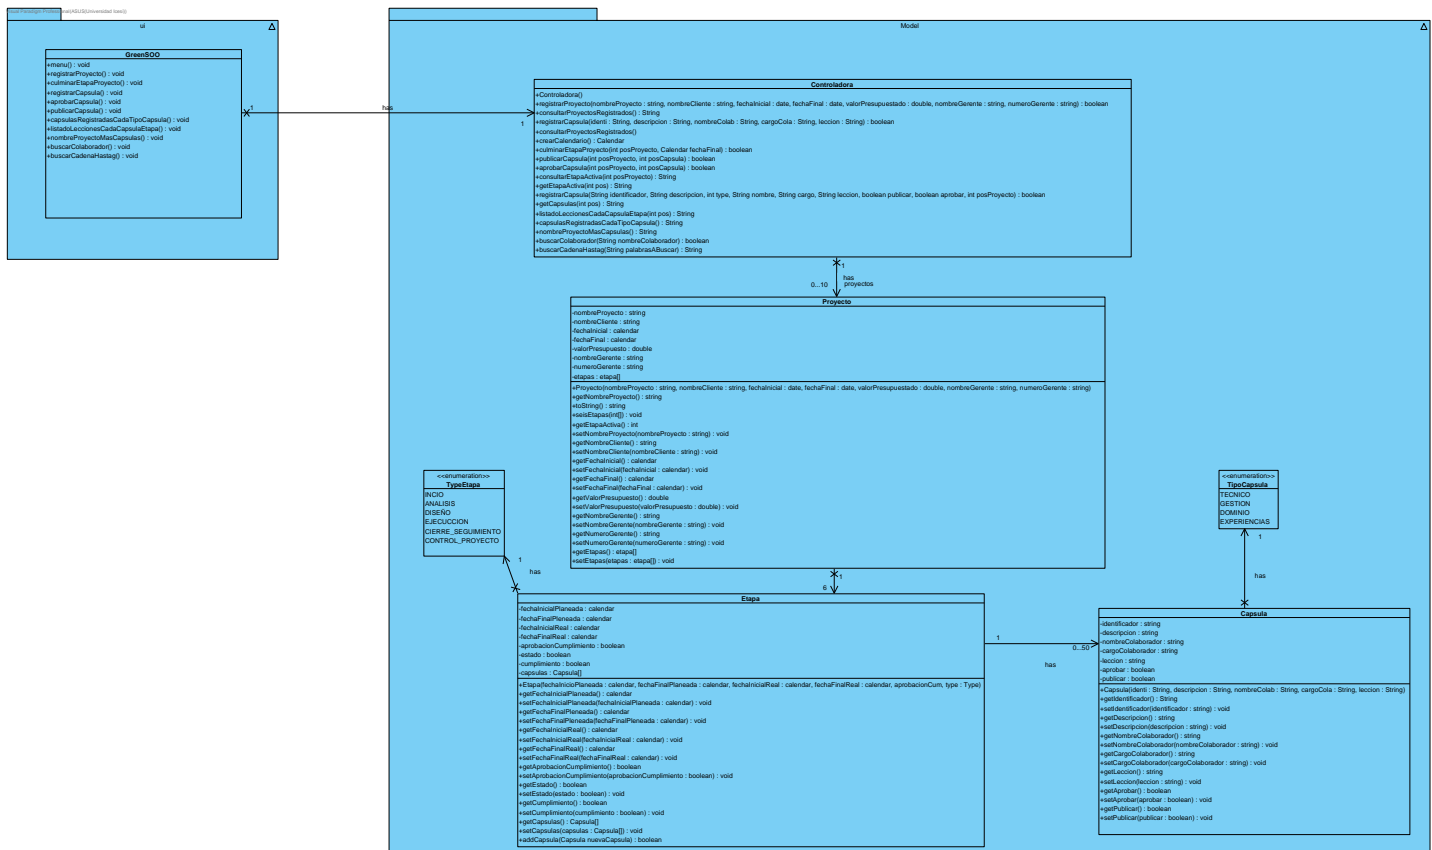 Visual Paradigm Professional(ASUS(Universidad Icesi))
ui
GreenSOO
+menu() : void
+registrarProyecto() : void
+culminarEtapaProyecto() : void
+registrarCapsula() : void
+aprobarCapsula() : void
+publicarCapsula() : void
+capsulasRegistradasCadaTipoCapsula() : void
+listadoLeccionesCadaCapsulaEtapa() : void
+nombreProyectoMasCapsulas() : void
+buscarColaborador() : void
+buscarCadenaHastag() : void
1
has
1
Model
Controladora
+Controladora()
+registrarProyecto(nombreProyecto : string, nombreCliente : string, fechaInicial : date, fechaFinal : date, valorPresupuestado : double, nombreGerente : string, numeroGerente : string) : boolean
+consultarProyectosRegistrados() : String
+registrarCapsula(identi : String, descripcion : String, nombreColab : String, cargoCola : String, leccion : String) : boolean
+consultarProyectosRegistrados()
+crearCalendario() : Calendar
+culminarEtapaProyecto(int posProyecto, Calendar fechaFinal) : boolean
+publicarCapsula(int posProyecto, int posCapsula) : boolean
+aprobarCapsula(int posProyecto, int posCapsula) : boolean
+consultarEtapaActiva(int posProyecto) : String
+getEtapaActiva(int pos) : String
+registrarCapsula(String identificador, String descripcion, int type, String nombre, String cargo, String leccion, boolean publicar, boolean aprobar, int posProyecto) : boolean
+getCapsulas(int pos) : String
+listadoLeccionesCadaCapsulaEtapa(int pos) : String
+capsulasRegistradasCadaTipoCapsula() : String
+nombreProyectoMasCapsulas() : String
+buscarColaborador(String nombreColaborador) : boolean
+buscarCadenaHastag(String palabrasABuscar) : String
1
has
0...10
proyectos
Proyecto
-nombreProyecto : string
-nombreCliente : string
-fechaInicial : calendar
-fechaFinal : calendar
-valorPresupuesto : double
-nombreGerente : string
-numeroGerente : string
-etapas : etapa[]
+Proyecto(nombreProyecto : string, nombreCliente : string, fechaInicial : date, fechaFinal : date, valorPresupuestado : double, nombreGerente : string, numeroGerente : string)
+getNombreProyecto() : string
+toString() : string
+seisEtapas(int[]) : void
+getEtapaActiva() : int
+setNombreProyecto(nombreProyecto : string) : void
+getNombreCliente() : string
+setNombreCliente(nombreCliente : string) : void
+getFechaInicial() : calendar
+setFechaInicial(fechaInicial : calendar) : void
+getFechaFinal() : calendar
+setFechaFinal(fechaFinal : calendar) : void
+getValorPresupuesto() : double
+setValorPresupuesto(valorPresupuesto : double) : void
+getNombreGerente() : string
+setNombreGerente(nombreGerente : string) : void
+getNumeroGerente() : string
+setNumeroGerente(numeroGerente : string) : void
+getEtapas() : etapa[]
+setEtapas(etapas : etapa[]) : void
1
6
<<enumeration>>
TypeEtapa
INCIO
ANALISIS
DISEÑO
EJECUCCION
CIERRE_SEGUIMIENTO
CONTROL_PROYECTO
1
has
<<enumeration>>
TipoCapsula
TECNICO
GESTION
DOMINIO
EXPERIENCIAS
1
has
Etapa
-fechaInicialPlaneada : calendar
-fechaFinalPleneada : calendar
-fechaInicialReal : calendar
-fechaFinalReal : calendar
-aprobacionCumplimiento : boolean
-estado : boolean
-cumplimiento : boolean
-capsulas : Capsula[]
+Etapa(fechaInicioPlaneada : calendar, fechaFinalPlaneada : calendar, fechaInicialReal : calendar, fechaFinalReal : calendar, aprobacionCum, type : Type)
+getFechaInicialPlaneada() : calendar
+setFechaInicialPlaneada(fechaInicialPlaneada : calendar) : void
+getFechaFinalPleneada() : calendar
+setFechaFinalPleneada(fechaFinalPleneada : calendar) : void
+getFechaInicialReal() : calendar
+setFechaInicialReal(fechaInicialReal : calendar) : void
+getFechaFinalReal() : calendar
+setFechaFinalReal(fechaFinalReal : calendar) : void
+getAprobacionCumplimiento() : boolean
+setAprobacionCumplimiento(aprobacionCumplimiento : boolean) : void
+getEstado() : boolean
+setEstado(estado : boolean) : void
+getCumplimiento() : boolean
+setCumplimiento(cumplimiento : boolean) : void
+getCapsulas() : Capsula[]
+setCapsulas(capsulas : Capsula[]) : void
+addCapsula(Capsula nuevaCapsula) : boolean
1
0...50
has
Capsula
-identificador : string
-descripcion : string
-nombreColaborador : string
-cargoColaborador : string
-leccion : string
-aprobar : boolean
-publicar : boolean
+Capsula(identi : String, descripcion : String, nombreColab : String, cargoCola : String, leccion : String)
+getIdentificador() : String
+setIdentificador(identificador : string) : void
+getDescripcion() : string
+setDescripcion(descripcion : string) : void
+getNombreColaborador() : string
+setNombreColaborador(nombreColaborador : string) : void
+getCargoColaborador() : string
+setCargoColaborador(cargoColaborador : string) : void
+getLeccion() : string
+setLeccion(leccion : string) : void
+getAprobar() : boolean
+setAprobar(aprobar : boolean) : void
+getPublicar() : boolean
+setPublicar(publicar : boolean) : void